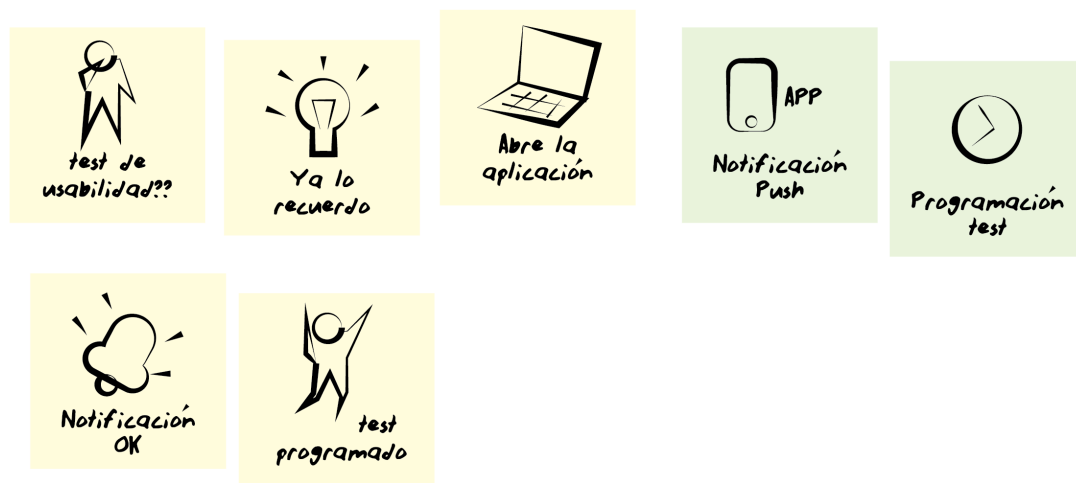 test de
usabilidad??
Ya lo
recuerdo
Abre la
aplicación
APP
Notificación
Push
Programación
test
Notificación
OK
test
programado